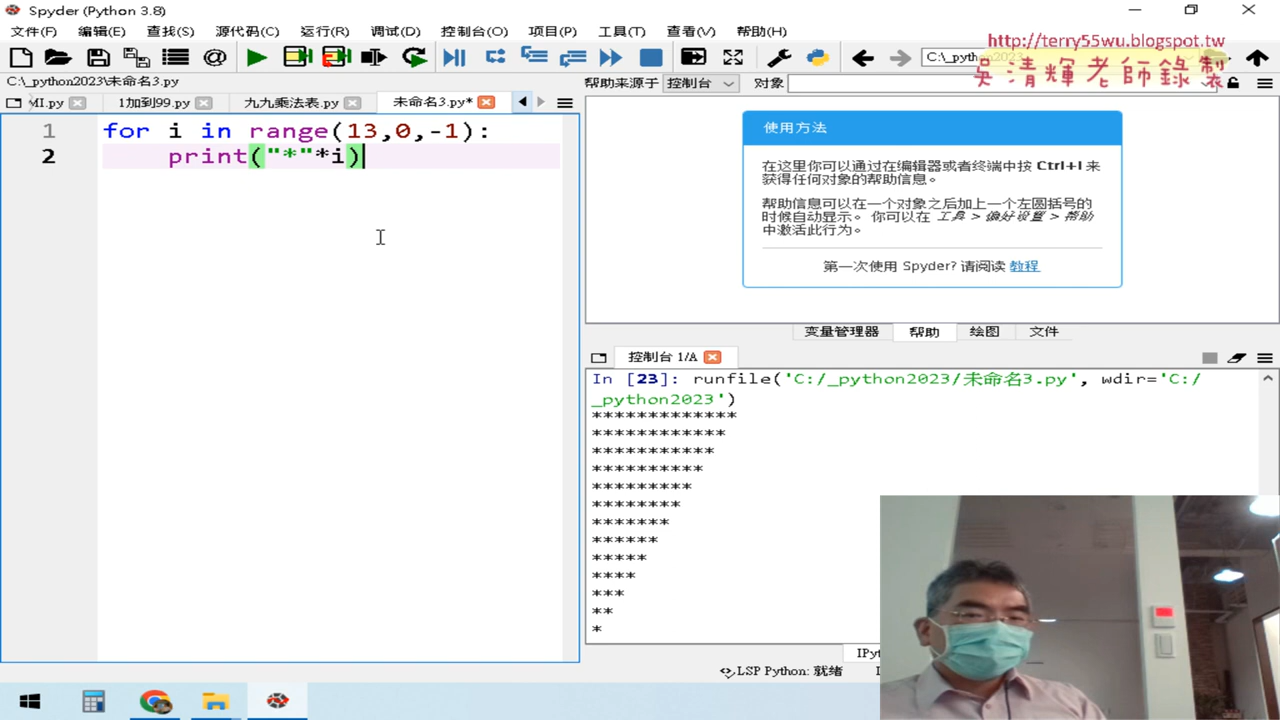 Spyder (Python 3.8)
文件(F) 编辑(E) 查找(S) 源代码(C) 运行(R) 调试(D) 控制台(O) 项目(P) 工具(T) 查看(V) 帮助(H)
http://terry55wu.blogspot.tw
吳清輝老師錄製
C:\_pyth
C:\_python2023\未命名3.py
帮助来源于 控制台 对象
MI.py 1加到99.py 九九乘法表.py 未命名3.py*
1 for i in range(13,0,-1):
2 print("*"*i)
使用方法
在这里你可以通过在编辑器或者终端中按 Ctrl+I 来
获得任何对象的帮助信息。
帮助信息可以在一个对象之后加上一个左圆括号的
时候自动显示。 你可以在 工具 > 偏好设置 > 帮助
中激活此行为。
第一次使用 Spyder? 请阅读 教程
变量管理器 帮助 绘图 文件
控制台 1/A
In [23]: runfile('C:/_python2023/未命名3.py', wdir='C:/
_python2023')
*************
************
***********
**********
*********
********
*******
******
*****
****
***
**
*
IPyt
LSP Python: 就绪